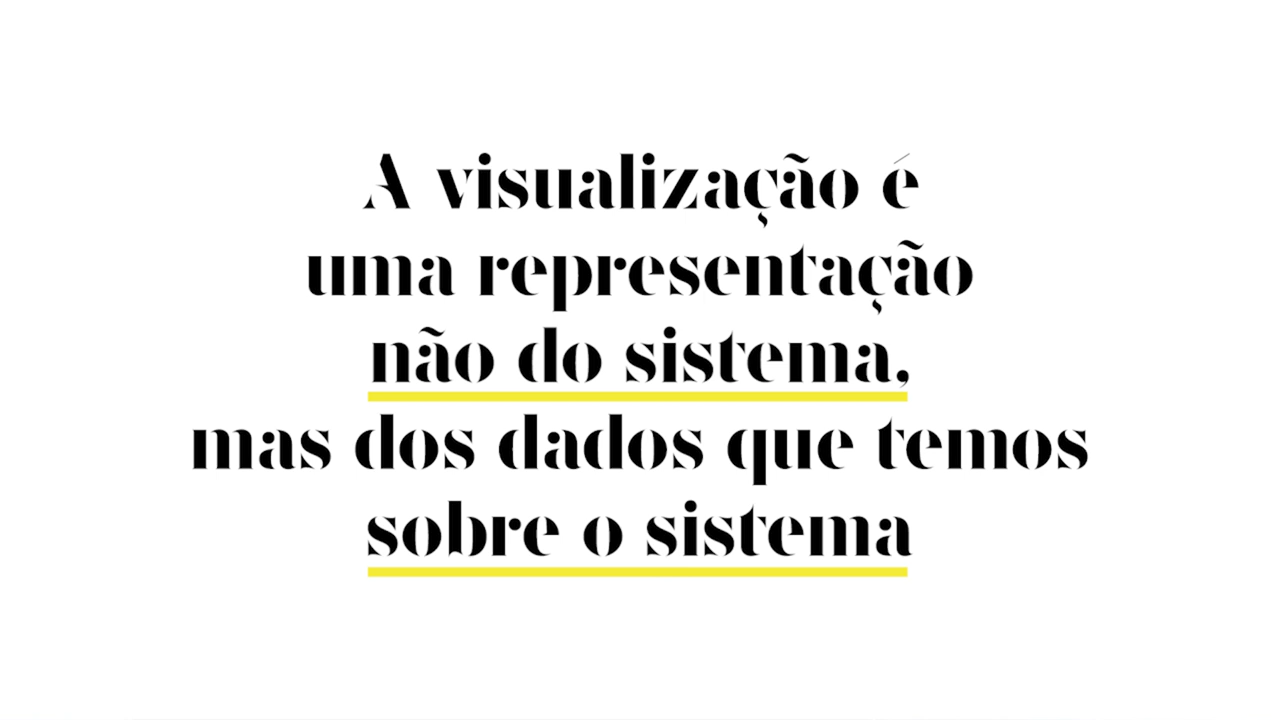 A visualização é
uma representação
não do sistema,
mas dos dados que temos
sobre o sistema